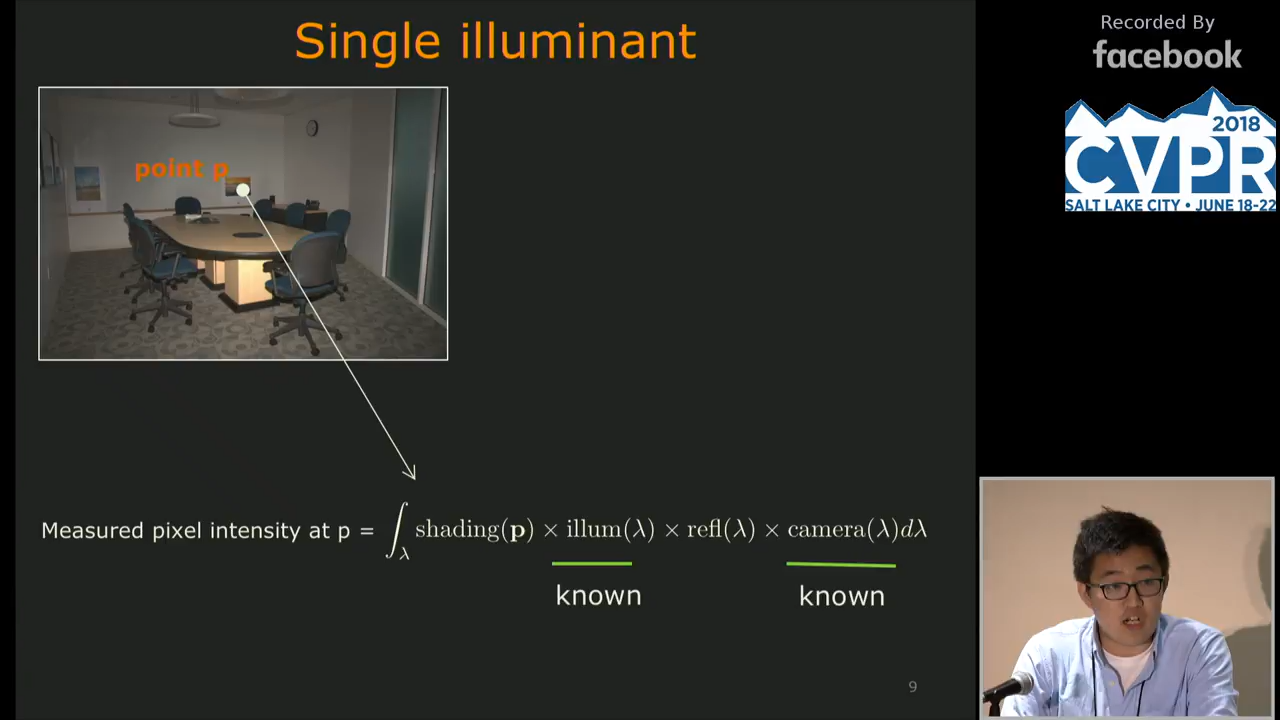 Single illuminant
point p
Measured pixel intensity at p = ∫λ shading(p) × illum(λ) × refl(λ) × camera(λ)dλ
known known
9
Recorded By
facebook
2018
CVPR
SALT LAKE CITY • JUNE 18-22